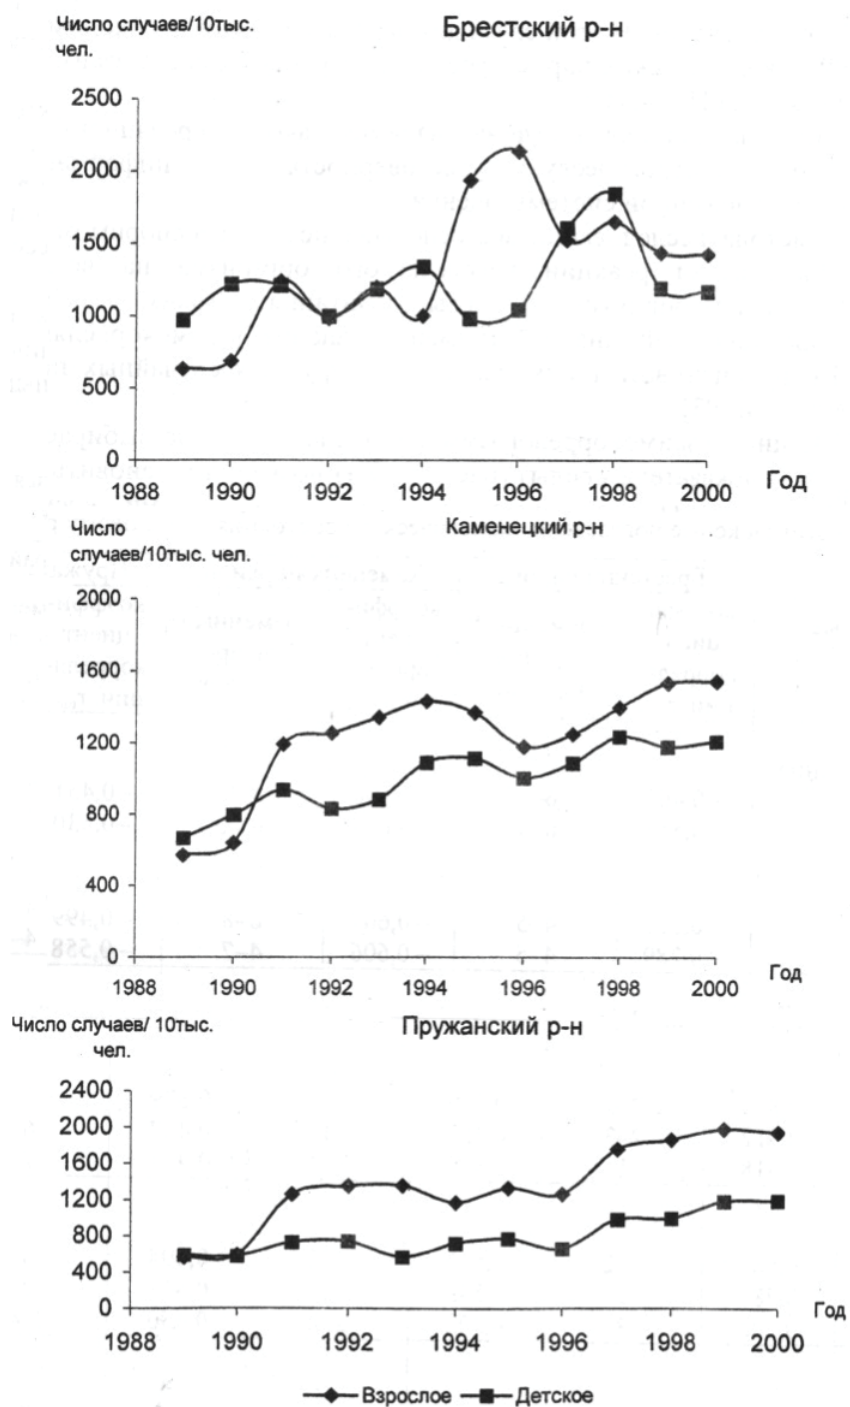 Число случаев/10тыс.
чел.
Брестский р-н
2500
2000
1500
1000
500
0
1988 1990 1992 1994 1996 1998 2000
Год
Число
случаев/10тыс. чел.
Каменецкий р-н
2000
1600
1200
800
400
0
1988 1990 1992 1994 1996 1998 2000
Год
Число случаев/ 10тыс.
чел.
Пружанский р-н
2400
2000
1600
1200
800
400
0
1988 1990 1992 1994 1996 1998 2000
Год
Взрослое Детское